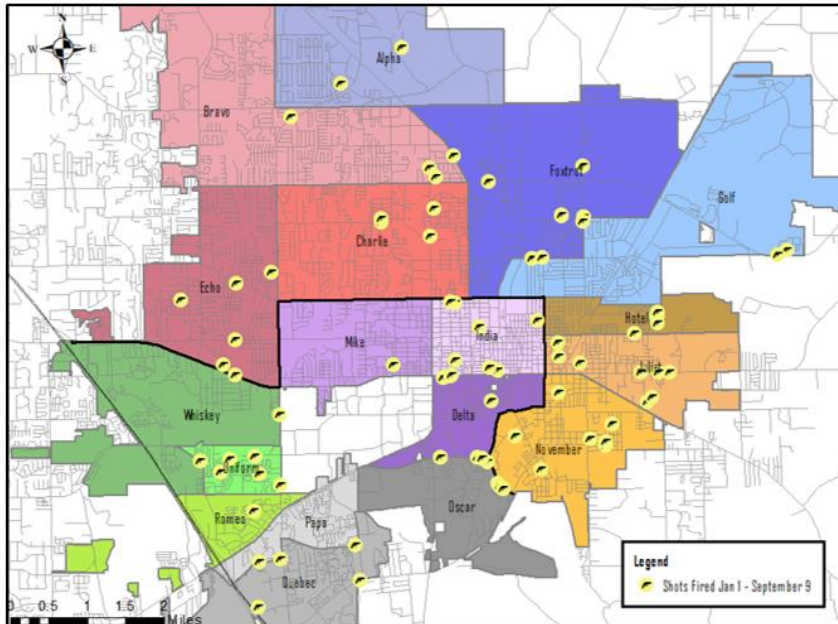 N
W E
S
Alpha
Bravo
Foxtrot
Golf
Charlie
Echo
Hotel
Mike
India
Juliet
Whiskey
Delta
November
Uniform
Romeo
Papa
Oscar
Quebec
Legend
Shots Fired Jan 1 - September 9
0 0.5 1 1.5 2
Miles